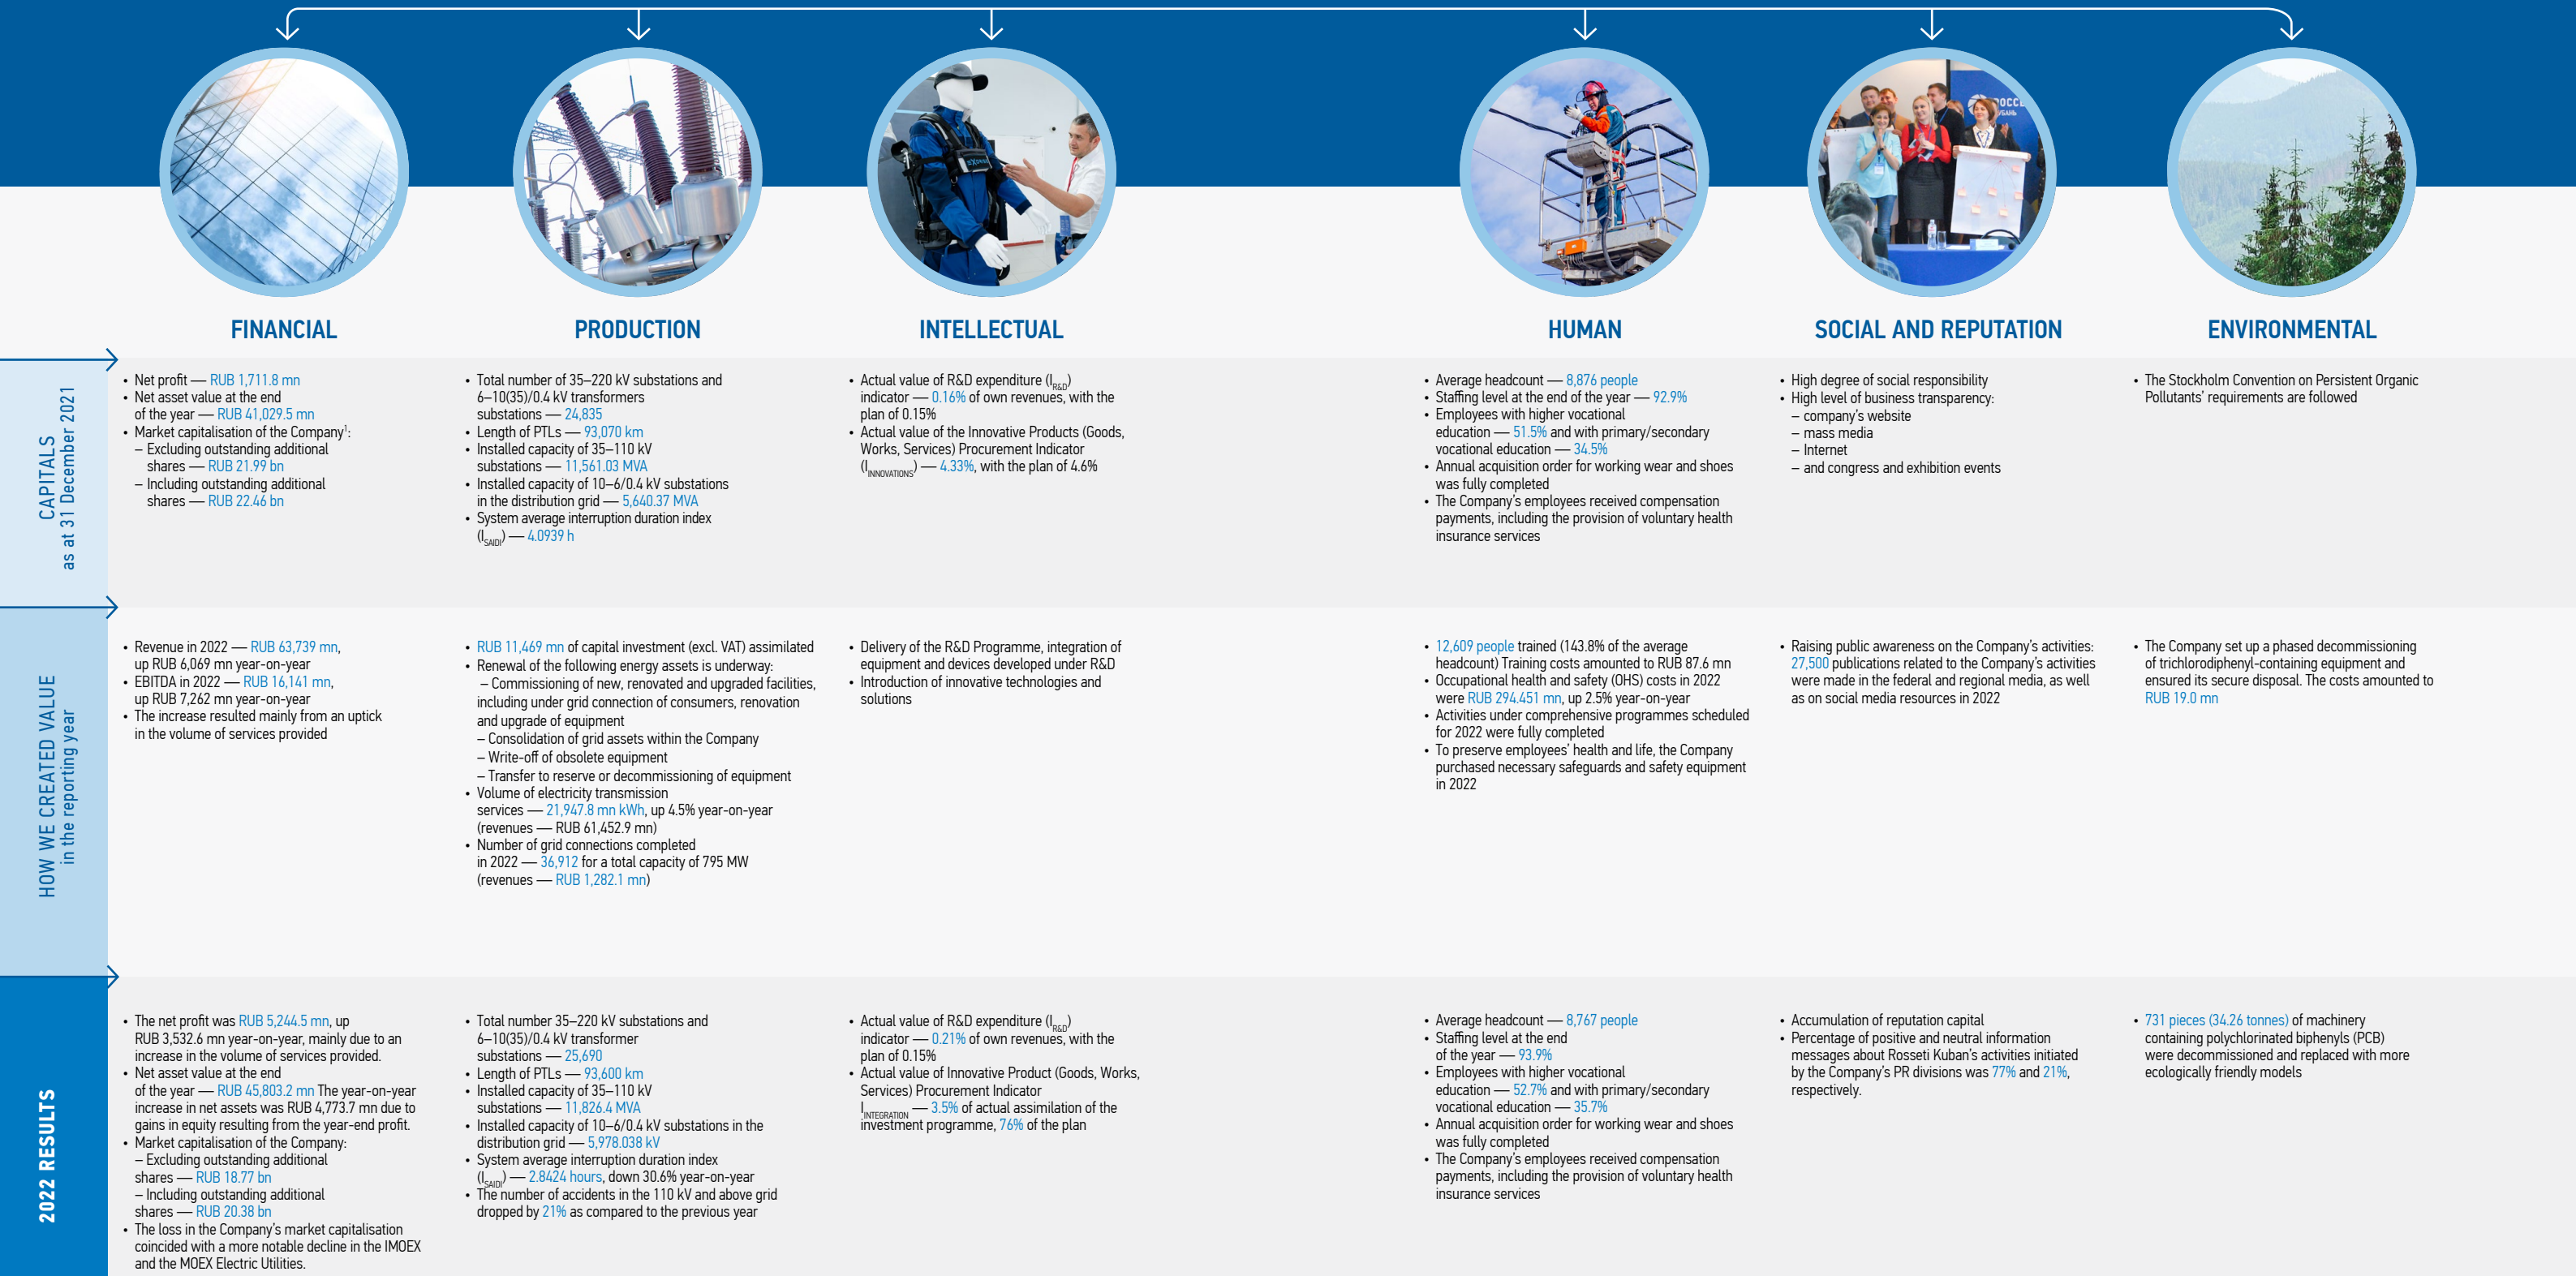 РОССЕ
УБАНЬ
FINANCIAL
PRODUCTION
INTELLECTUAL
HUMAN
SOCIAL AND REPUTATION
ENVIRONMENTAL
CAPITALS
as at 31 December 2021
• Net profit — RUB 1,711.8 mn
• Net asset value at the end
of the year — RUB 41,029.5 mn
• Market capitalisation of the Company¹:
– Excluding outstanding additional
shares — RUB 21.99 bn
– Including outstanding additional
shares — RUB 22.46 bn
• Total number of 35–220 kV substations and
6–10(35)/0.4 kV transformers
substations — 24,835
• Length of PTLs — 93,070 km
• Installed capacity of 35–110 kV
substations — 11,561.03 MVA
• Installed capacity of 10–6/0.4 kV substations
in the distribution grid — 5,640.37 MVA
• System average interruption duration index
(I SAIDI) — 4.0939 h
• Actual value of R&D expenditure (I R&D)
indicator — 0.16% of own revenues, with the
plan of 0.15%
• Actual value of the Innovative Products (Goods,
Works, Services) Procurement Indicator
(I INNOVATIONS) — 4.33%, with the plan of 4.6%
• Average headcount — 8,876 people
• Staffing level at the end of the year — 92.9%
• Employees with higher vocational
education — 51.5% and with primary/secondary
vocational education — 34.5%
• Annual acquisition order for working wear and shoes
was fully completed
• The Company's employees received compensation
payments, including the provision of voluntary health
insurance services
• High degree of social responsibility
• High level of business transparency:
– company's website
– mass media
– Internet
– and congress and exhibition events
• The Stockholm Convention on Persistent Organic
Pollutants' requirements are followed
HOW WE CREATED VALUE
in the reporting year
• Revenue in 2022 — RUB 63,739 mn,
up RUB 6,069 mn year-on-year
• EBITDA in 2022 — RUB 16,141 mn,
up RUB 7,262 mn year-on-year
• The increase resulted mainly from an uptick
in the volume of services provided
• RUB 11,469 mn of capital investment (excl. VAT) assimilated
• Renewal of the following energy assets is underway:
– Commissioning of new, renovated and upgraded facilities,
including under grid connection of consumers, renovation
and upgrade of equipment
– Consolidation of grid assets within the Company
– Write-off of obsolete equipment
– Transfer to reserve or decommissioning of equipment
• Volume of electricity transmission
services — 21,947.8 mn kWh, up 4.5% year-on-year
(revenues — RUB 61,452.9 mn)
• Number of grid connections completed
in 2022 — 36,912 for a total capacity of 795 MW
(revenues — RUB 1,282.1 mn)
• Delivery of the R&D Programme, integration of
equipment and devices developed under R&D
• Introduction of innovative technologies and
solutions
• 12,609 people trained (143.8% of the average
headcount) Training costs amounted to RUB 87.6 mn
• Occupational health and safety (OHS) costs in 2022
were RUB 294.451 mn, up 2.5% year-on-year
• Activities under comprehensive programmes scheduled
for 2022 were fully completed
• To preserve employees' health and life, the Company
purchased necessary safeguards and safety equipment
in 2022
• Raising public awareness on the Company's activities:
27,500 publications related to the Company's activities
were made in the federal and regional media, as well
as on social media resources in 2022
• The Company set up a phased decommissioning
of trichlorodiphenyl-containing equipment and
ensured its secure disposal. The costs amounted to
RUB 19.0 mn
2022 RESULTS
• The net profit was RUB 5,244.5 mn, up
RUB 3,532.6 mn year-on-year, mainly due to an
increase in the volume of services provided.
• Net asset value at the end
of the year — RUB 45,803.2 mn The year-on-year
increase in net assets was RUB 4,773.7 mn due to
gains in equity resulting from the year-end profit.
• Market capitalisation of the Company:
– Excluding outstanding additional
shares — RUB 18.77 bn
– Including outstanding additional
shares — RUB 20.38 bn
• The loss in the Company's market capitalisation
coincided with a more notable decline in the IMOEX
and the MOEX Electric Utilities.
• Total number 35–220 kV substations and
6–10(35)/0.4 kV transformer
substations — 25,690
• Length of PTLs — 93,600 km
• Installed capacity of 35–110 kV
substations — 11,826.4 MVA
• Installed capacity of 10–6/0.4 kV substations in the
distribution grid — 5,978.038 kV
• System average interruption duration index
(I SAIDI) — 2.8424 hours, down 30.6% year-on-year
• The number of accidents in the 110 kV and above grid
dropped by 21% as compared to the previous year
• Actual value of R&D expenditure (I R&D)
indicator — 0.21% of own revenues, with the
plan of 0.15%
• Actual value of Innovative Product (Goods, Works,
Services) Procurement Indicator
I INTEGRATION — 3.5% of actual assimilation of the
investment programme, 76% of the plan
• Average headcount — 8,767 people
• Staffing level at the end
of the year — 93.9%
• Employees with higher vocational
education — 52.7% and with primary/secondary
vocational education — 35.7%
• Annual acquisition order for working wear and shoes
was fully completed
• The Company's employees received compensation
payments, including the provision of voluntary health
insurance services
• Accumulation of reputation capital
• Percentage of positive and neutral information
messages about Rosseti Kuban's activities initiated
by the Company's PR divisions was 77% and 21%,
respectively.
• 731 pieces (34.26 tonnes) of machinery
containing polychlorinated biphenyls (PCB)
were decommissioned and replaced with more
ecologically friendly models